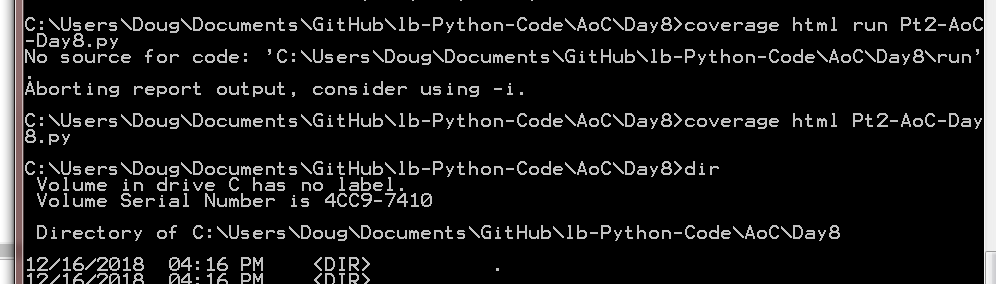 C:\Users\Doug\Documents\GitHub\lb-Python-Code\AoC\Day8>coverage html run Pt2-AoC
-Day8.py
No source for code: 'C:\Users\Doug\Documents\GitHub\lb-Python-Code\AoC\Day8\run'
.
Aborting report output, consider using -i.
C:\Users\Doug\Documents\GitHub\lb-Python-Code\AoC\Day8>coverage html Pt2-AoC-Day
8.py
C:\Users\Doug\Documents\GitHub\lb-Python-Code\AoC\Day8>dir
Volume in drive C has no label.
Volume Serial Number is 4CC9-7410
Directory of C:\Users\Doug\Documents\GitHub\lb-Python-Code\AoC\Day8
12/16/2018 04:16 PM <DIR> .
12/16/2018 04:16 PM <DIR>